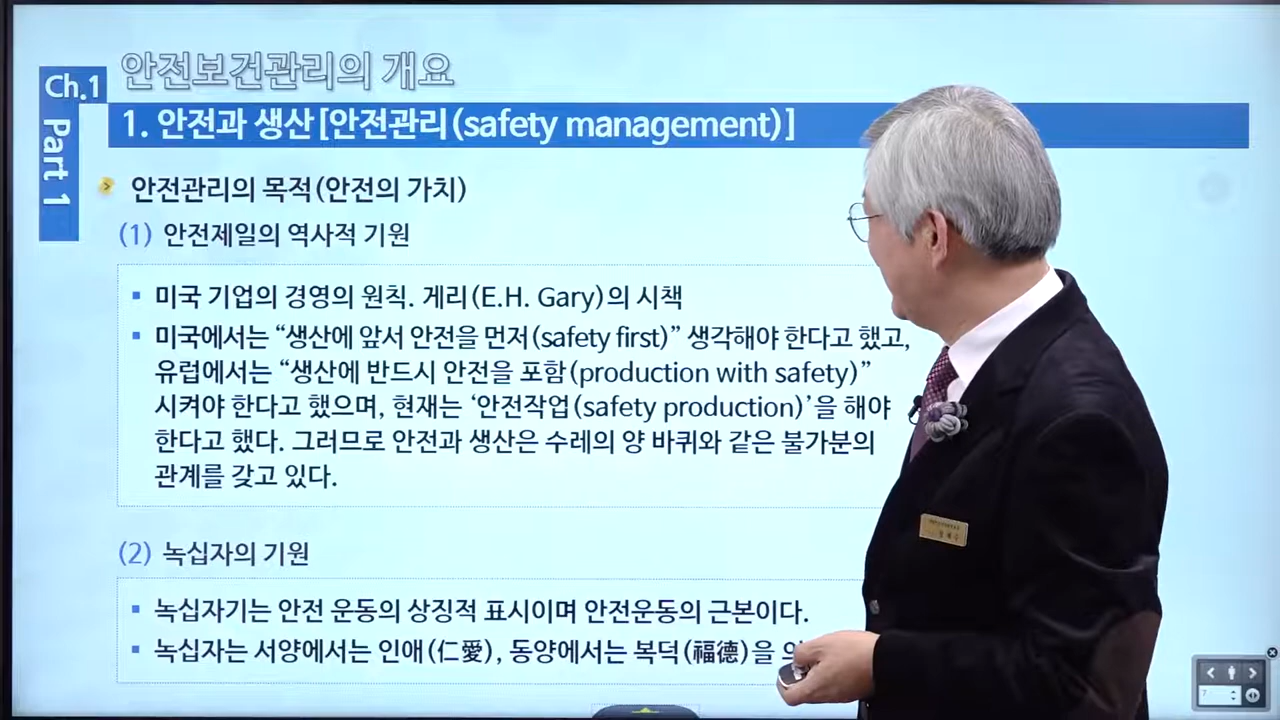 안전보건관리의 개요
Ch.1
Part 1
1. 안전과 생산[안전관리(safety management)]
안전관리의 목적(안전의 가치)
(1) 안전제일의 역사적 기원
▪ 미국 기업의 경영의 원칙. 게리(E.H. Gary)의 시책
▪ 미국에서는 “생산에 앞서 안전을 먼저(safety first)” 생각해야 한다고 했고,
유럽에서는 “생산에 반드시 안전을 포함(production with safety)”
시켜야 한다고 했으며, 현재는 ‘안전작업(safety production)’을 해야
한다고 했다. 그러므로 안전과 생산은 수레의 양 바퀴와 같은 불가분의
관계를 갖고 있다.
(2) 녹십자의 기원
▪ 녹십자기는 안전 운동의 상징적 표시이며 안전운동의 근본이다.
▪ 녹십자는 서양에서는 인애(仁愛), 동양에서는 복덕(福德)을
7